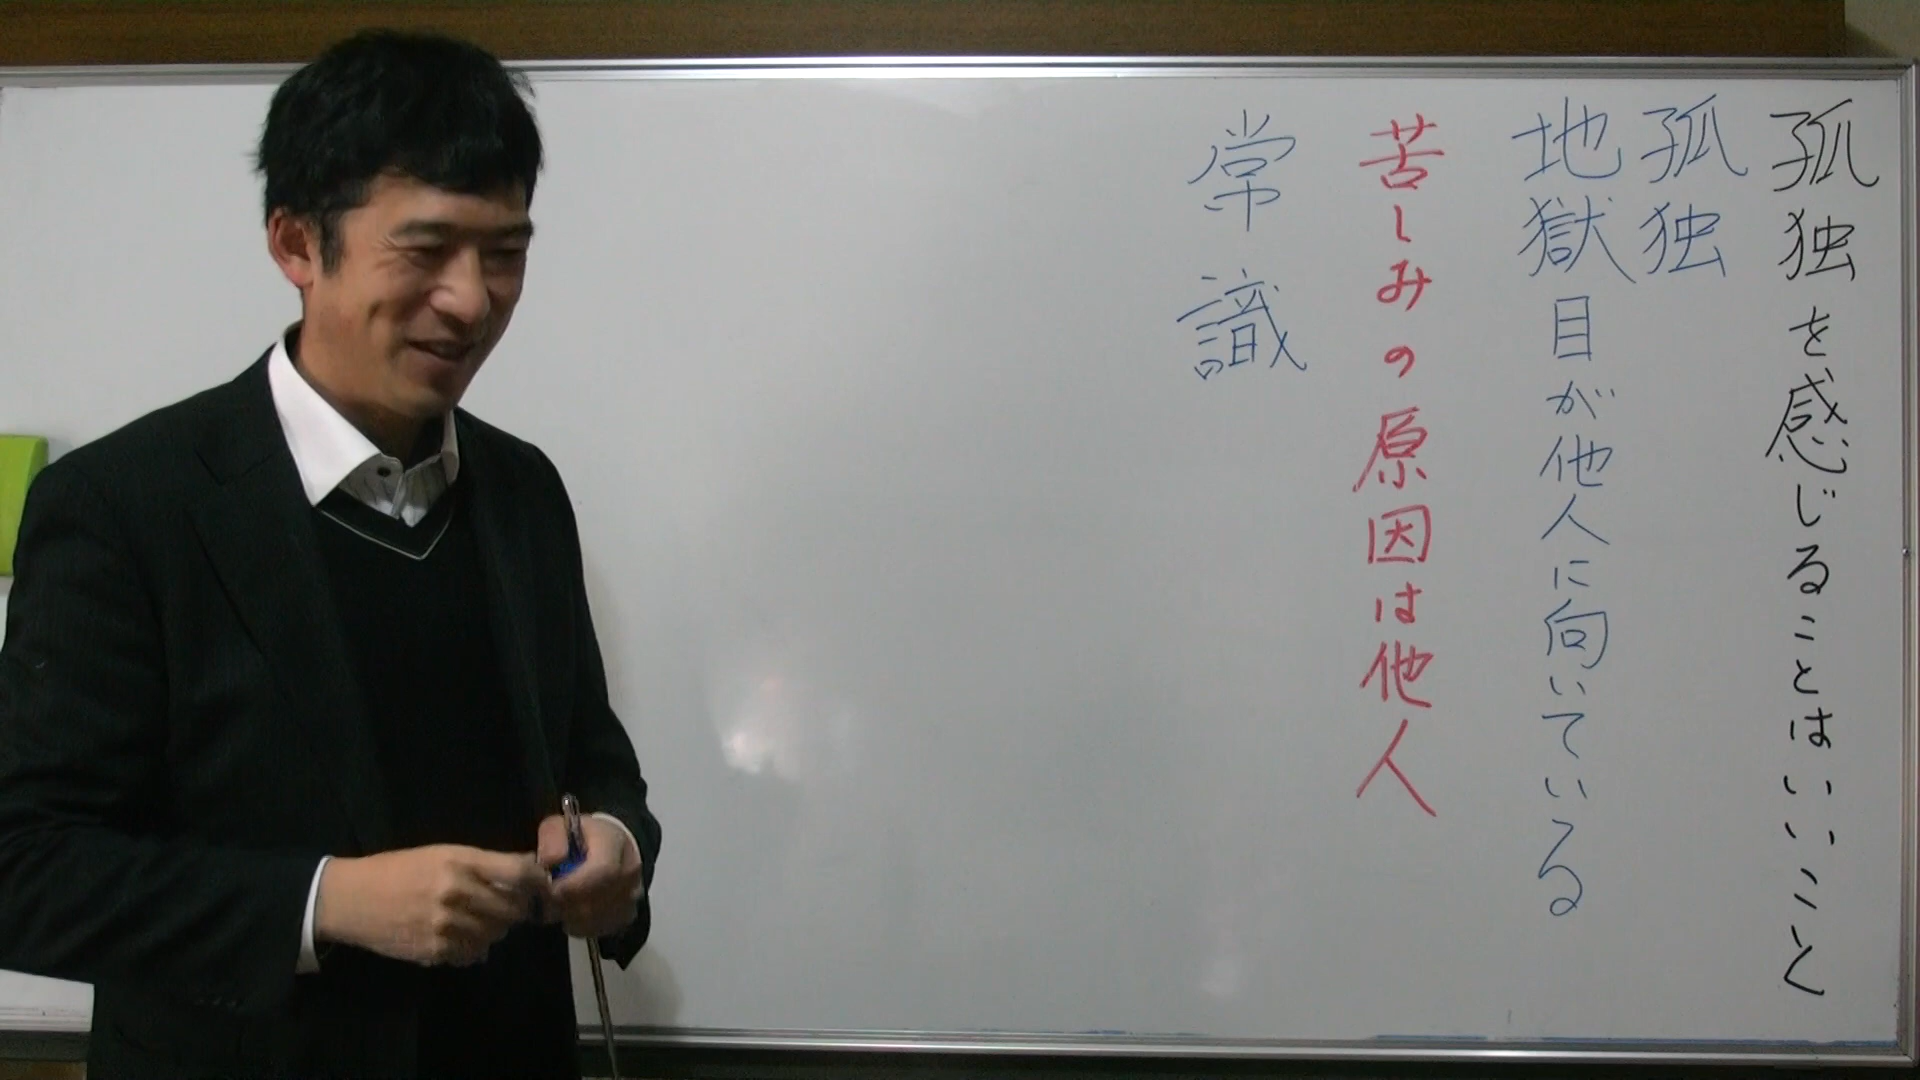 孤独を感じることはいいこと
孤独
地獄目が他人に向いている
苦しみの原因は他人
常識